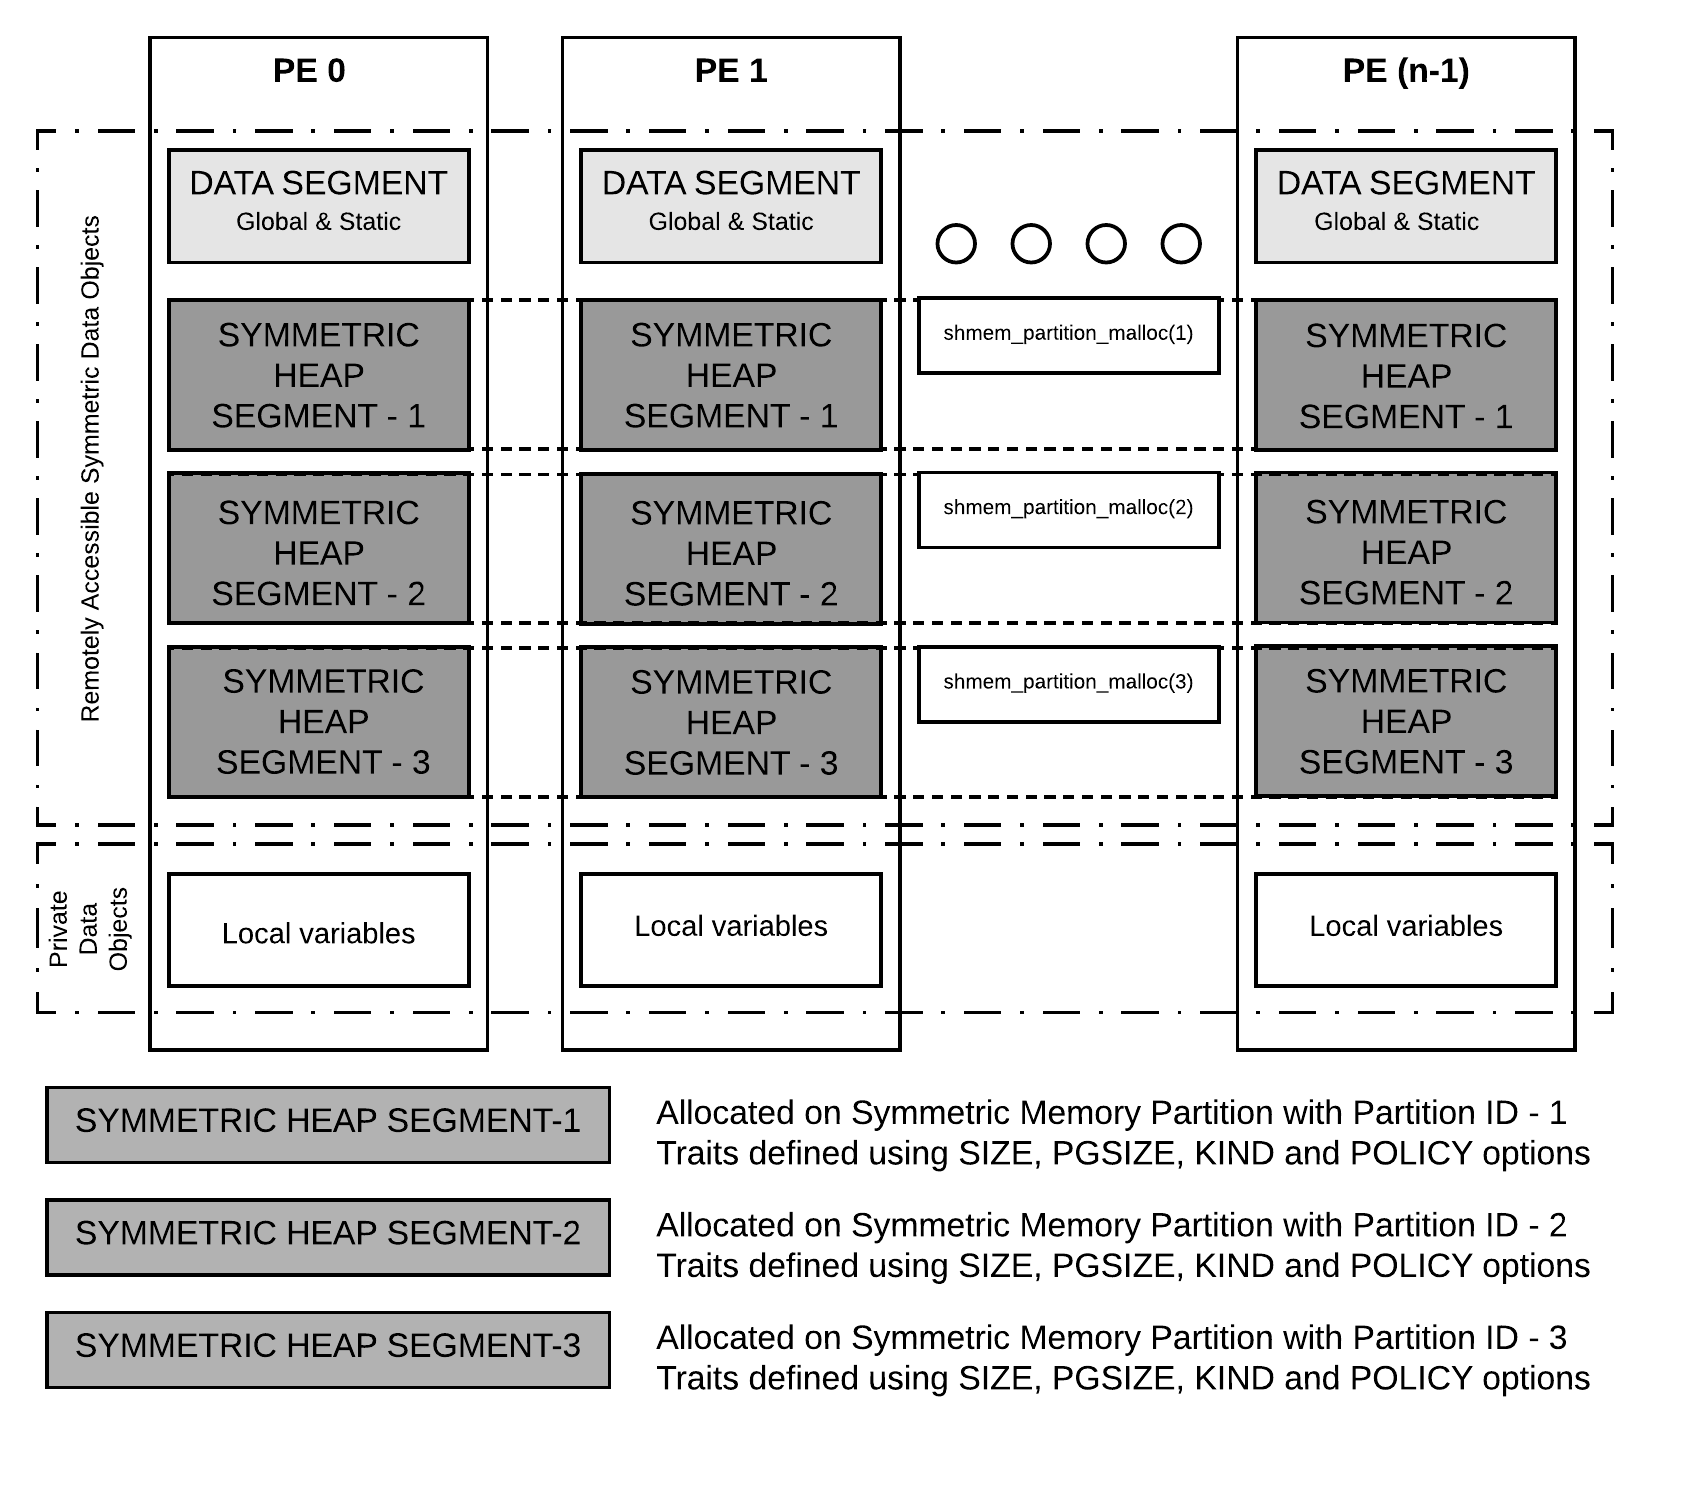 PE 0
PE 1
PE (n-1)
Remotely Accessible Symmetric Data Objects
DATA SEGMENT
Global & Static
DATA SEGMENT
Global & Static
DATA SEGMENT
Global & Static
SYMMETRIC
HEAP
SEGMENT - 1
SYMMETRIC
HEAP
SEGMENT - 1
shmem_partition_malloc(1)
SYMMETRIC
HEAP
SEGMENT - 1
SYMMETRIC
HEAP
SEGMENT - 2
SYMMETRIC
HEAP
SEGMENT - 2
shmem_partition_malloc(2)
SYMMETRIC
HEAP
SEGMENT - 2
SYMMETRIC
HEAP
SEGMENT - 3
SYMMETRIC
HEAP
SEGMENT - 3
shmem_partition_malloc(3)
SYMMETRIC
HEAP
SEGMENT - 3
Private
Data
Objects
Local variables
Local variables
Local variables
SYMMETRIC HEAP SEGMENT-1
Allocated on Symmetric Memory Partition with Partition ID - 1
Traits defined using SIZE, PGSIZE, KIND and POLICY options
SYMMETRIC HEAP SEGMENT-2
Allocated on Symmetric Memory Partition with Partition ID - 2
Traits defined using SIZE, PGSIZE, KIND and POLICY options
SYMMETRIC HEAP SEGMENT-3
Allocated on Symmetric Memory Partition with Partition ID - 3
Traits defined using SIZE, PGSIZE, KIND and POLICY options